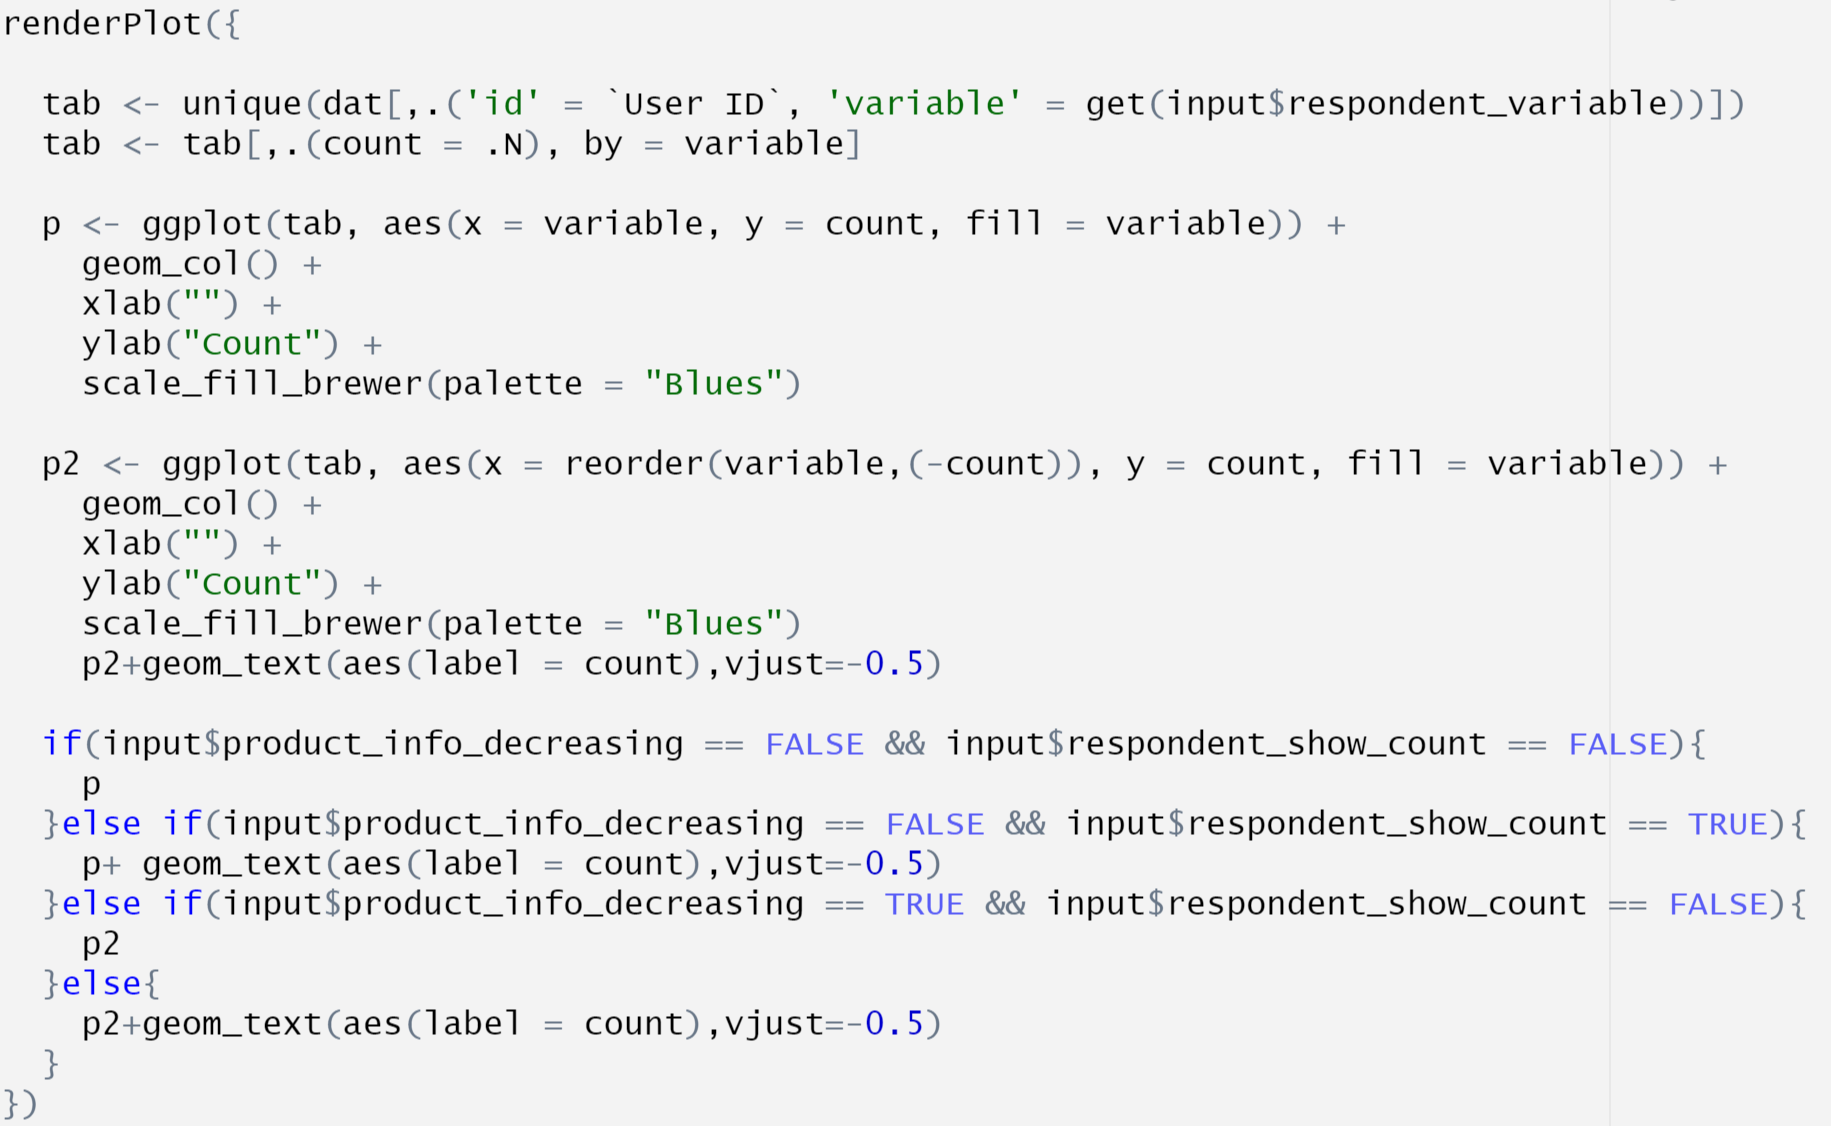 renderPlot({
tab <- unique(dat[,.('id' = `User ID`, 'variable' = get(input$respondent_variable))])
tab <- tab[,.(count = .N), by = variable]
p <- ggplot(tab, aes(x = variable, y = count, fill = variable)) +
geom_col() +
xlab("") +
ylab("Count") +
scale_fill_brewer(palette = "Blues")
p2 <- ggplot(tab, aes(x = reorder(variable,(-count)), y = count, fill = variable)) +
geom_col() +
xlab("") +
ylab("Count") +
scale_fill_brewer(palette = "Blues")
p2+geom_text(aes(label = count),vjust=-0.5)
if(input$product_info_decreasing == FALSE && input$respondent_show_count == FALSE){
p
}else if(input$product_info_decreasing == FALSE && input$respondent_show_count == TRUE){
p+ geom_text(aes(label = count),vjust=-0.5)
}else if(input$product_info_decreasing == TRUE && input$respondent_show_count == FALSE){
p2
}else{
p2+geom_text(aes(label = count),vjust=-0.5)
}
})